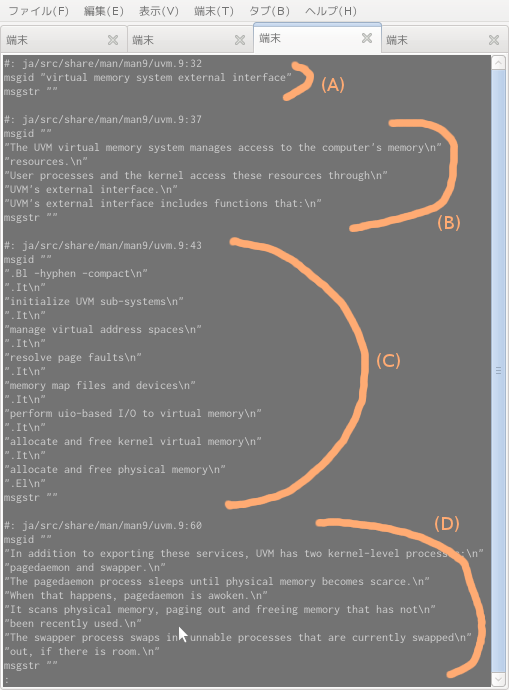 ファイル(F) 編集(E) 表示(V) 端末(T) タブ(B) ヘルプ(H)
端末 端末 端末 端末
#: ja/src/share/man/man9/uvm.9:32
msgid "virtual memory system external interface"
msgstr ""
(A)
#: ja/src/share/man/man9/uvm.9:37
msgid ""
"The UVM virtual memory system manages access to the computer's memory\n"
"resources.\n"
"User processes and the kernel access these resources through\n"
"UVM's external interface.\n"
"UVM's external interface includes functions that:\n"
msgstr ""
(B)
#: ja/src/share/man/man9/uvm.9:43
msgid ""
".Bl -hyphen -compact\n"
".It\n"
"initialize UVM sub-systems\n"
".It\n"
"manage virtual address spaces\n"
".It\n"
"resolve page faults\n"
".It\n"
"memory map files and devices\n"
".It\n"
"perform uio-based I/O to virtual memory\n"
".It\n"
"allocate and free kernel virtual memory\n"
".It\n"
"allocate and free physical memory\n"
".El\n"
msgstr ""
(C)
#: ja/src/share/man/man9/uvm.9:60
msgid ""
"In addition to exporting these services, UVM has two kernel-level \n"
"pagedaemon and swapper.\n"
"The pagedaemon process sleeps until physical memory becomes scarce.\n"
"When that happens, pagedaemon is awoken.\n"
"It scans physical memory, paging out and freeing memory that has not\n"
"been recently used.\n"
"The swapper process swaps in runnable processes that are currently swapped\n"
"out, if there is room.\n"
msgstr ""
(D)
: